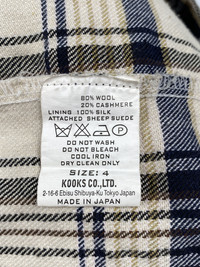 80% WOOL
20% CASHMERE
LINING : 100% SILK
ATTACHED SHEEP SUEDE
DO NOT WASH
DO NOT BLEACH
COOL IRON
DRY CLEAN ONLY
SIZE: 4
KOOKS CO.,LTD.
2-16-6 Ebisu Shibuya-Ku Tokyo Japan
MADE IN JAPAN